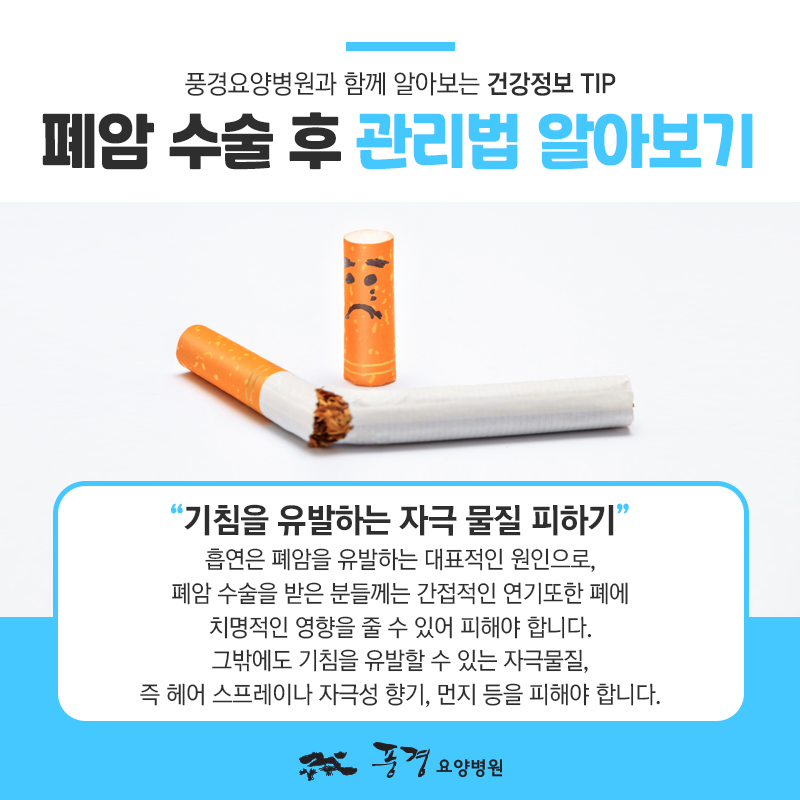 풍경요양병원과 함께 알아보는 건강정보 TIP
폐암 수술 후 관리법 알아보기
“기침을 유발하는 자극 물질 피하기”
흡연은 폐암을 유발하는 대표적인 원인으로,
폐암 수술을 받은 분들께는 간접적인 연기또한 폐에
치명적인 영향을 줄 수 있어 피해야 합니다.
그밖에도 기침을 유발할 수 있는 자극물질,
즉 헤어 스프레이나 자극성 향기, 먼지 등을 피해야 합니다.
풍경 요양병원